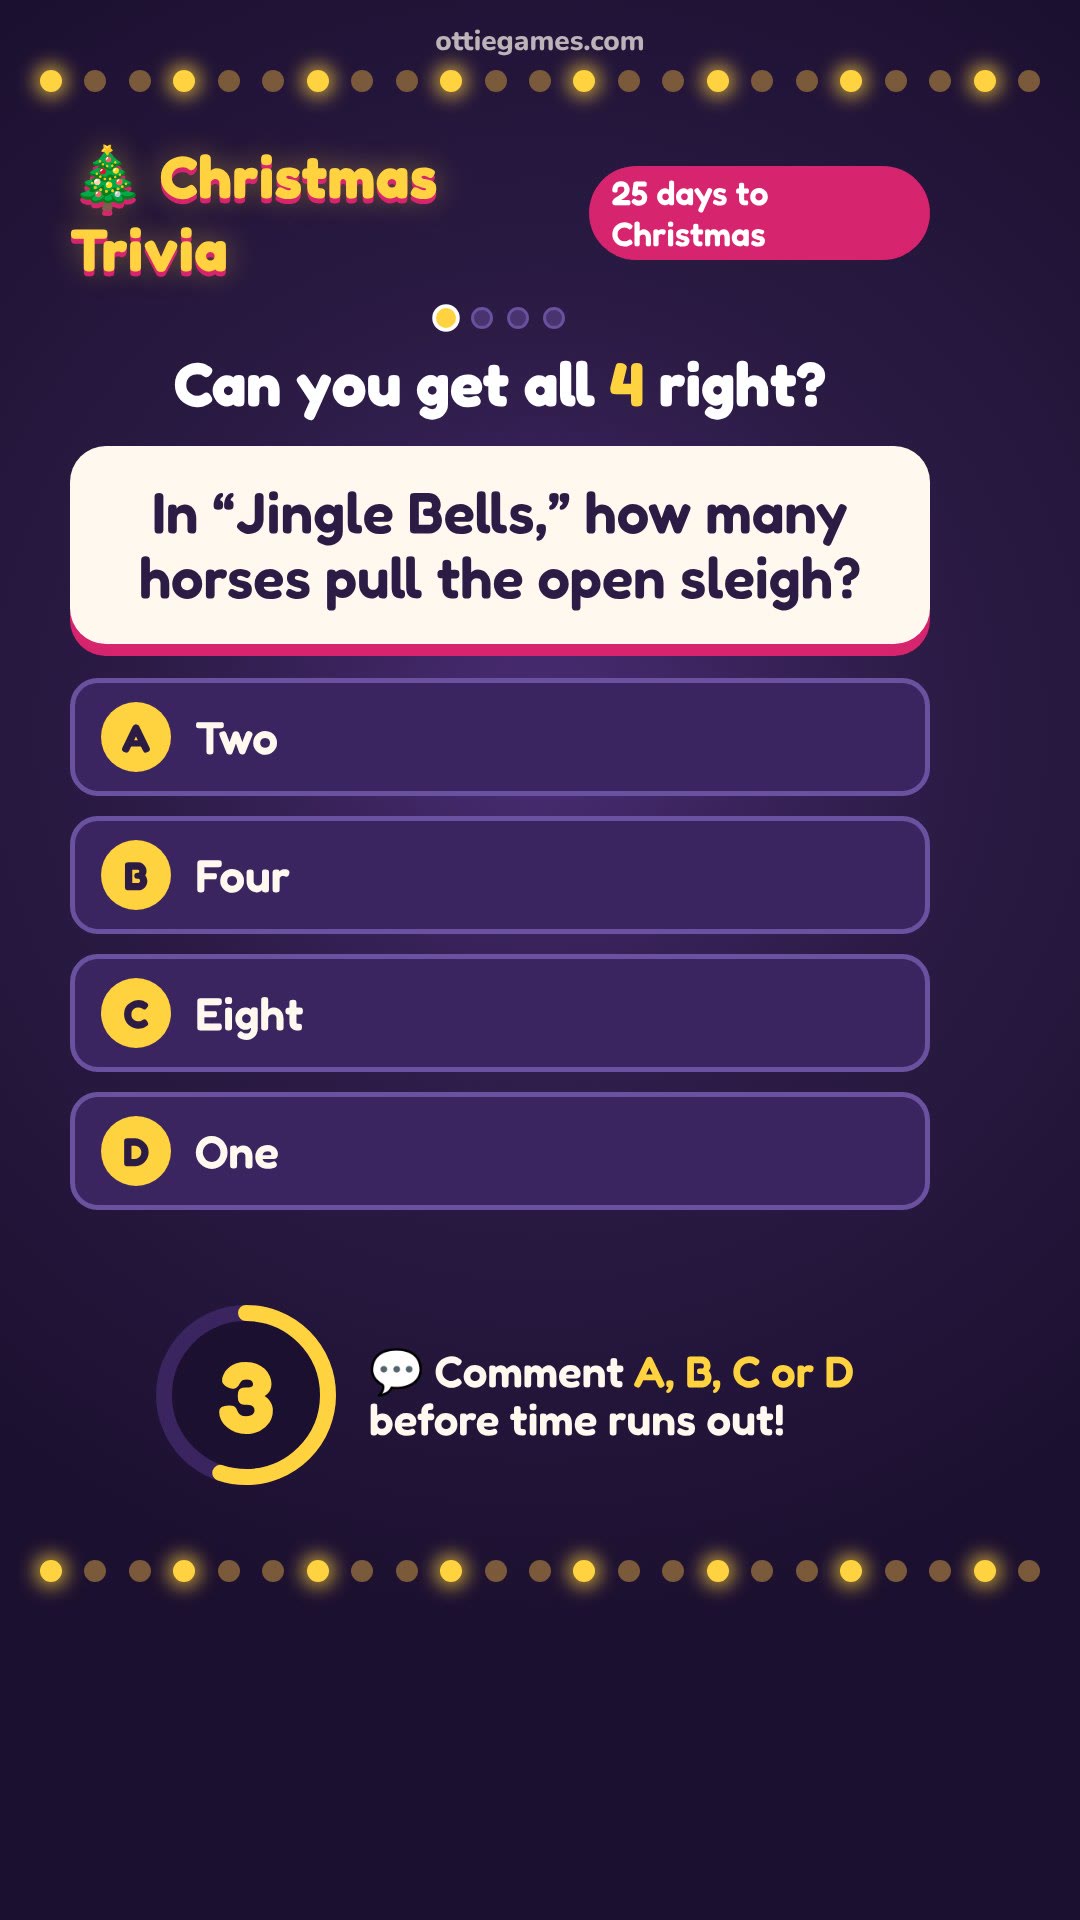 ottiegames.com
🎄 Christmas
Trivia
25 days to
Christmas
Can you get all 4 right?
In “Jingle Bells,” how many
horses pull the open sleigh?
A Two
B Four
C Eight
D One
3
💬 Comment A, B, C or D
before time runs out!